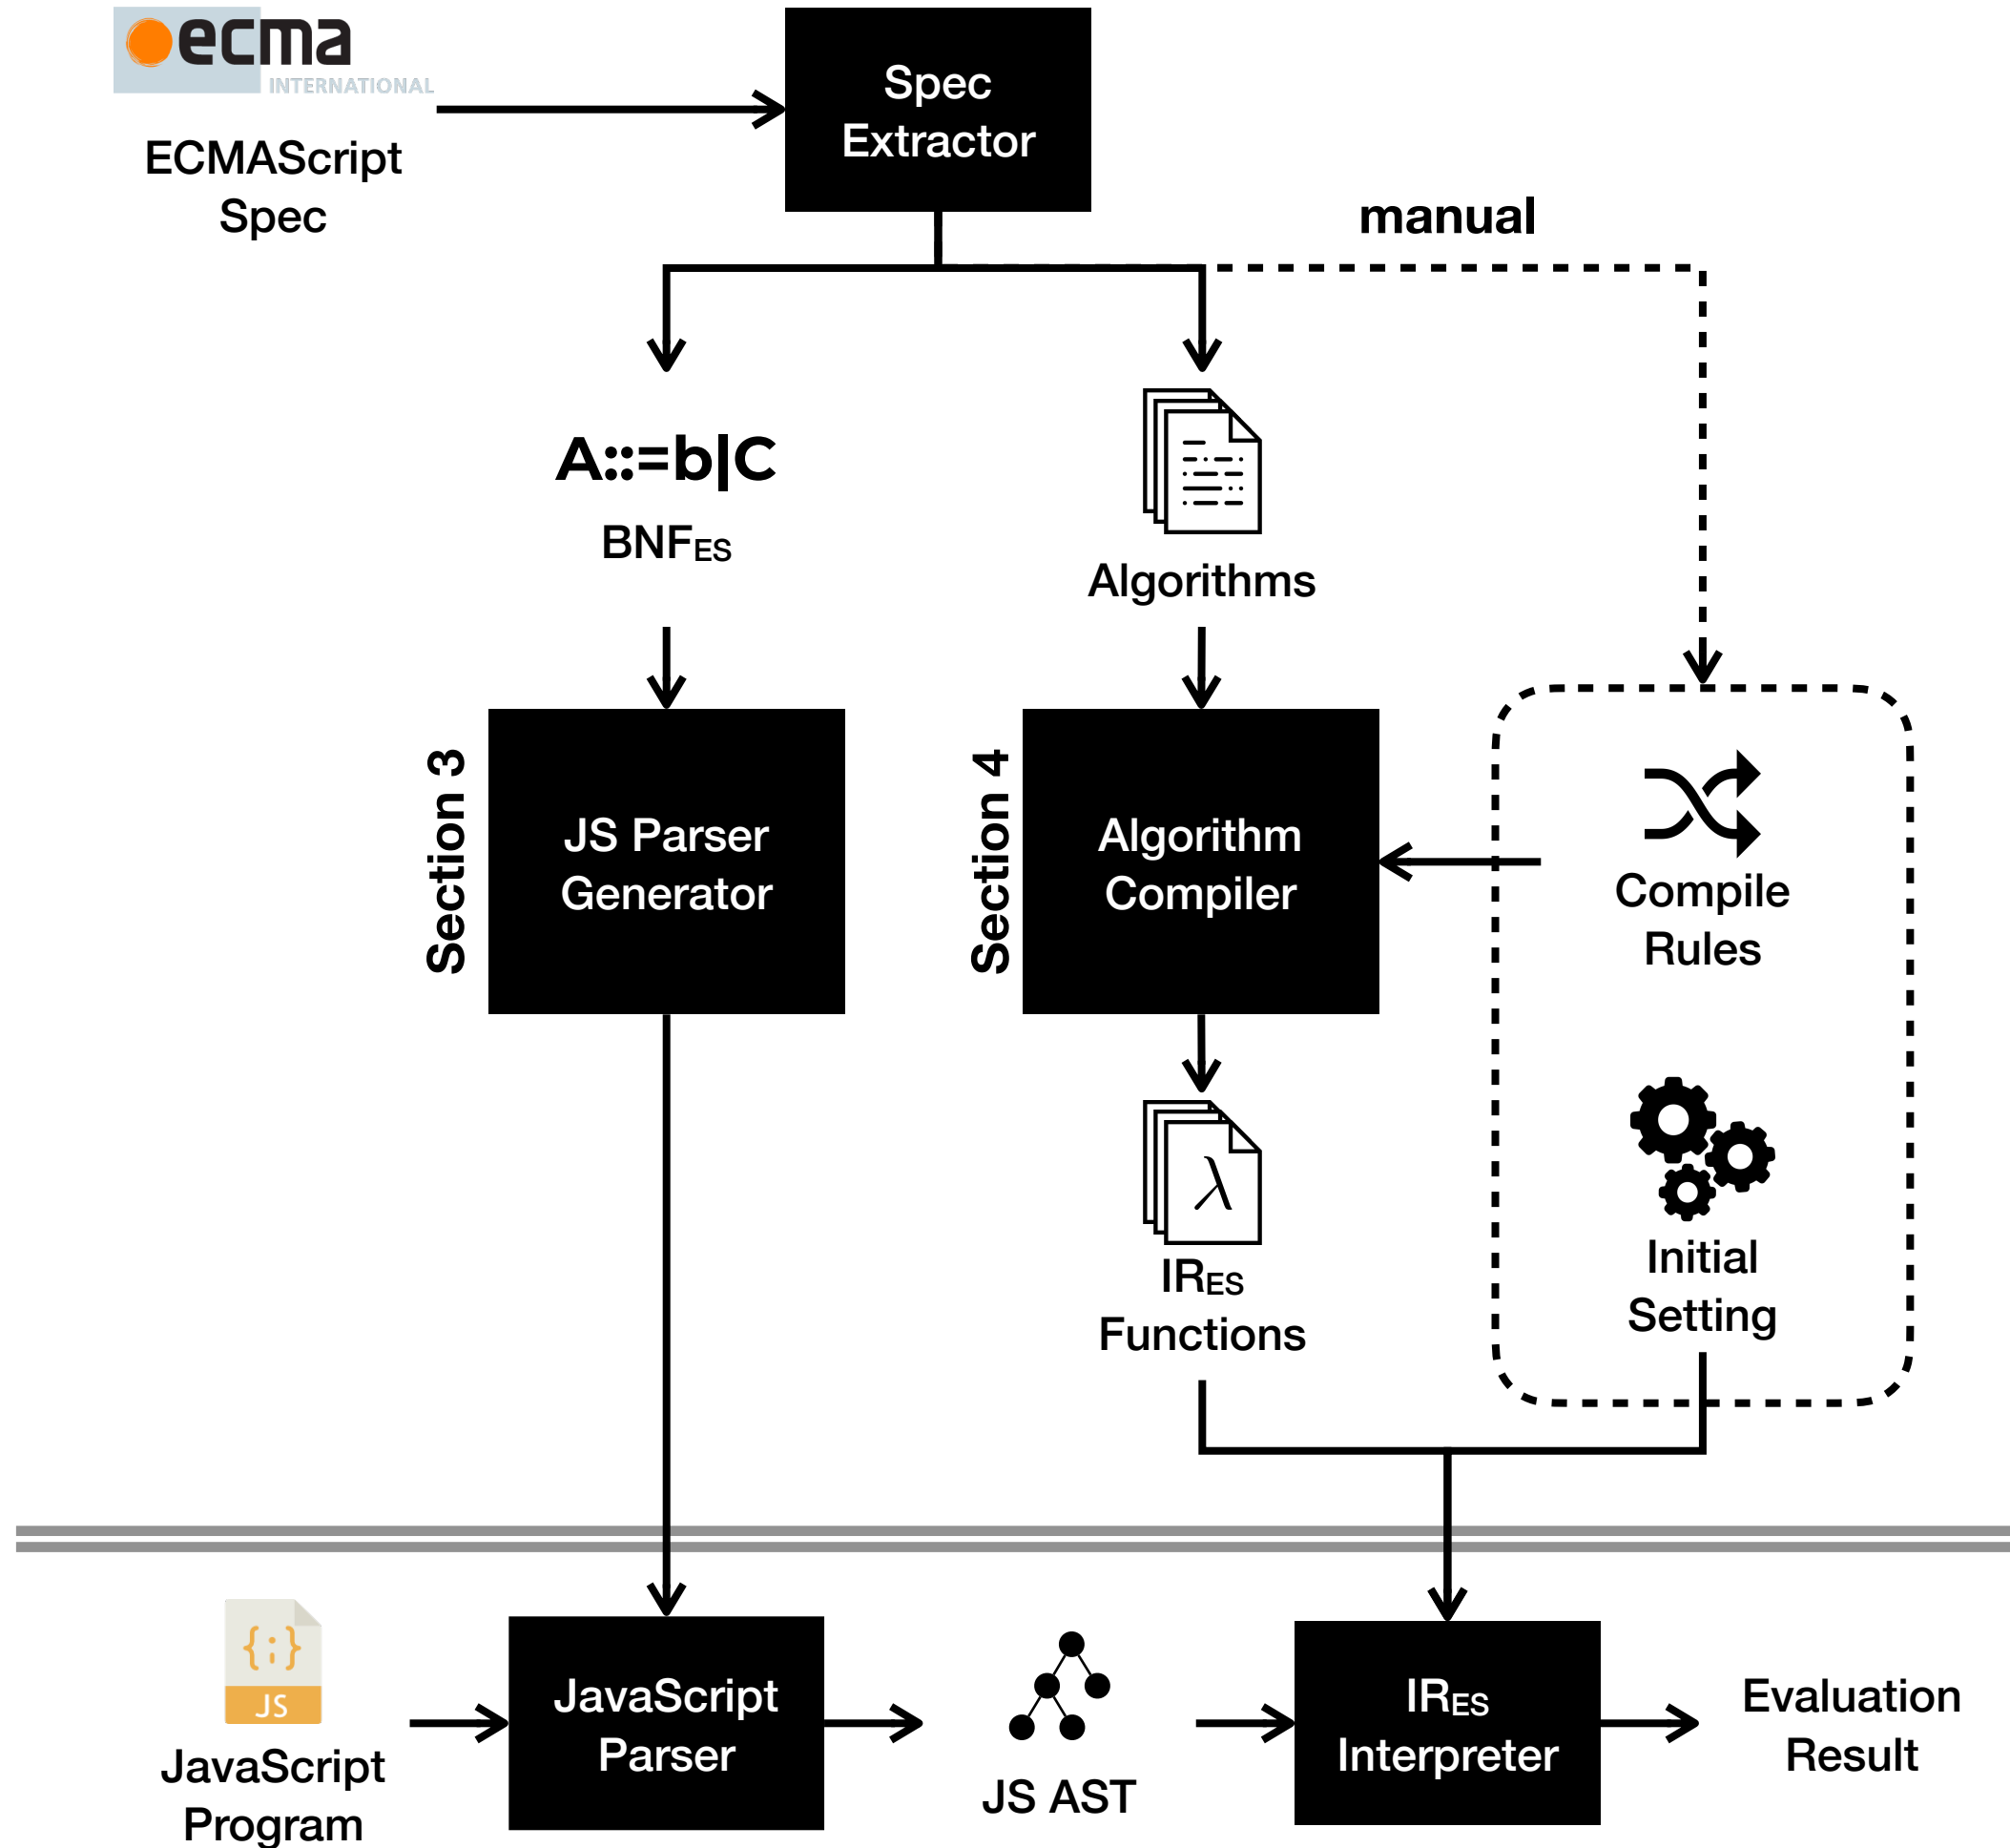 ecma
INTERNATIONAL
ECMAScript
Spec
Spec
Extractor
manual
A::=b|C
BNFES
Algorithms
Section 3
JS Parser
Generator
Section 4
Algorithm
Compiler
Compile
Rules
IRES
Functions
Initial
Setting
{;}
JS
JavaScript
Program
JavaScript
Parser
JS AST
IRES
Interpreter
Evaluation
Result
λ